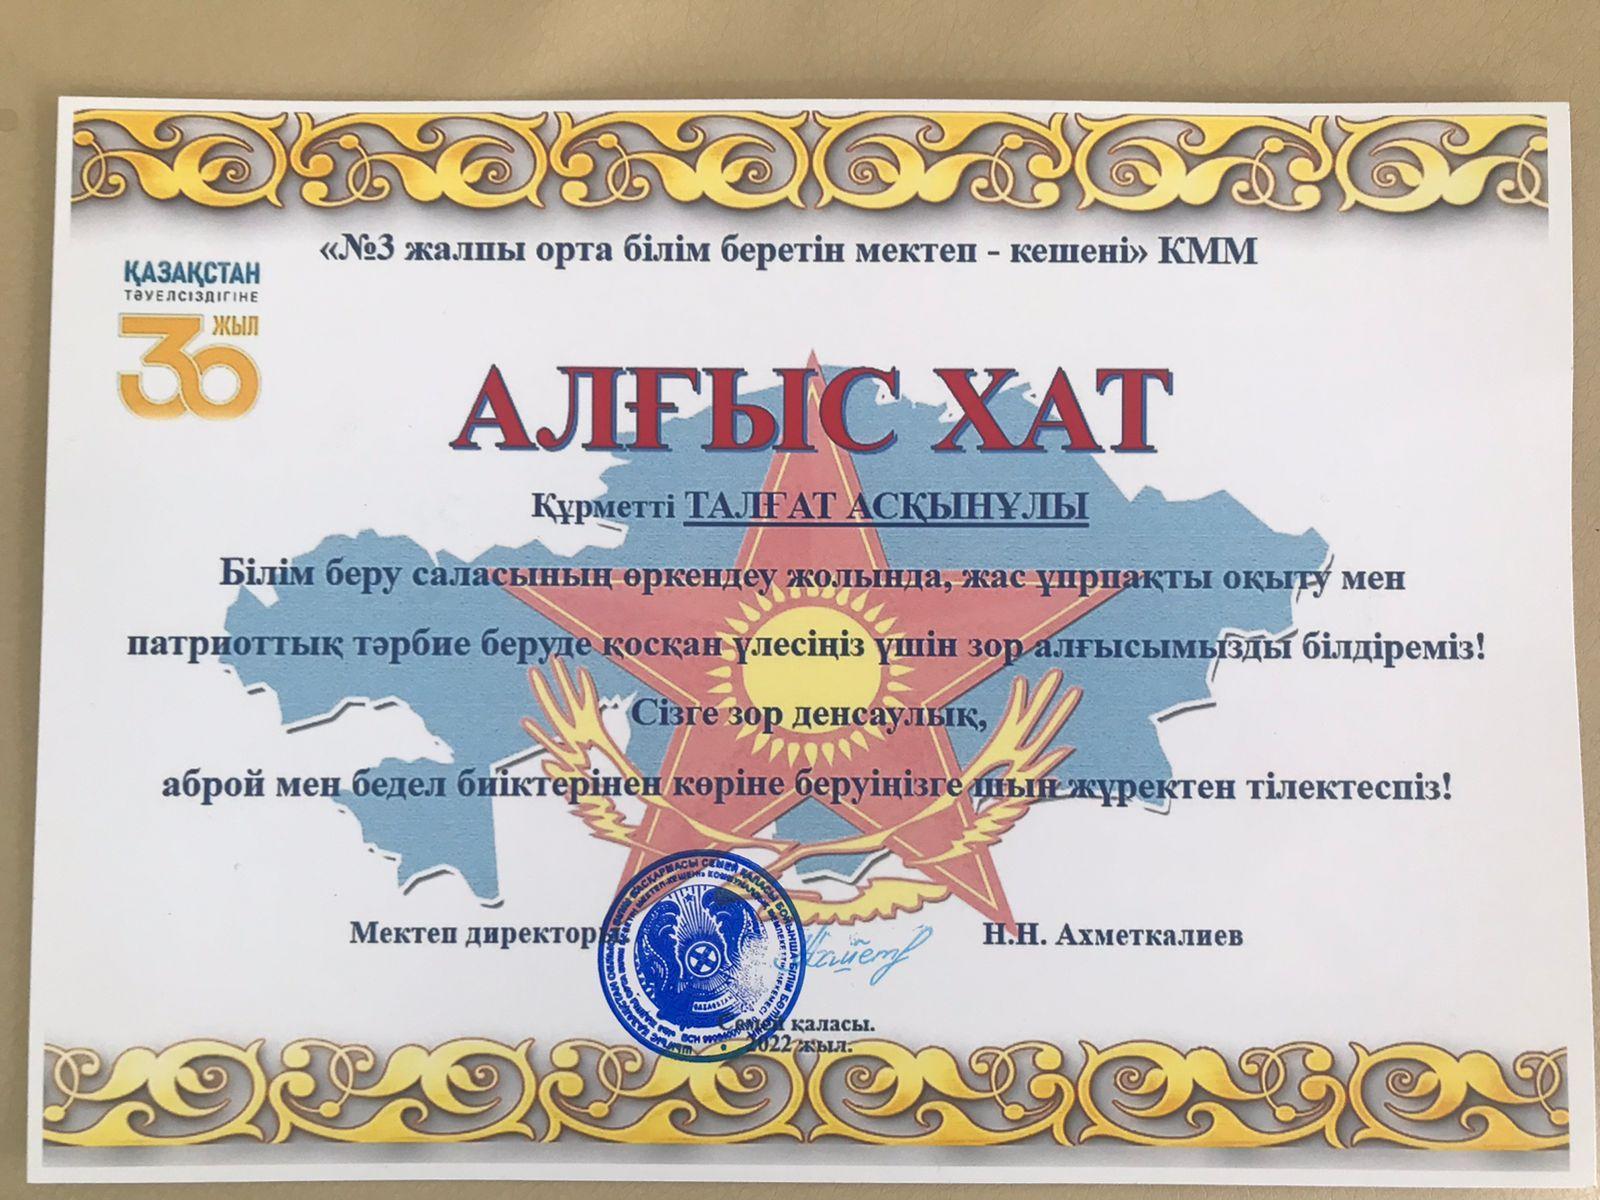 «№3 жалпы орта білім беретін мектеп - кешені» КММ
ҚАЗАҚСТАН
ТӘУЕЛСІЗДІГІНЕ
30 ЖЫЛ
АЛҒЫС ХАТ
Құрметті ТАЛҒАТ АСҚЫНҰЛЫ
Білім беру саласының өркендеу жолында, жас ұпрпақты оқыту мен
патриоттық тәрбие беруде қосқан үлесіңіз үшін зор алғысымызды білдіреміз!
Сізге зор денсаулық,
аброй мен бедел биіктерінен көріне беруіңізге шын жүректен тілектеспіз!
Мектеп директоры Н.Н. Ахметкалиев
Семей қаласы.
2022 жыл.